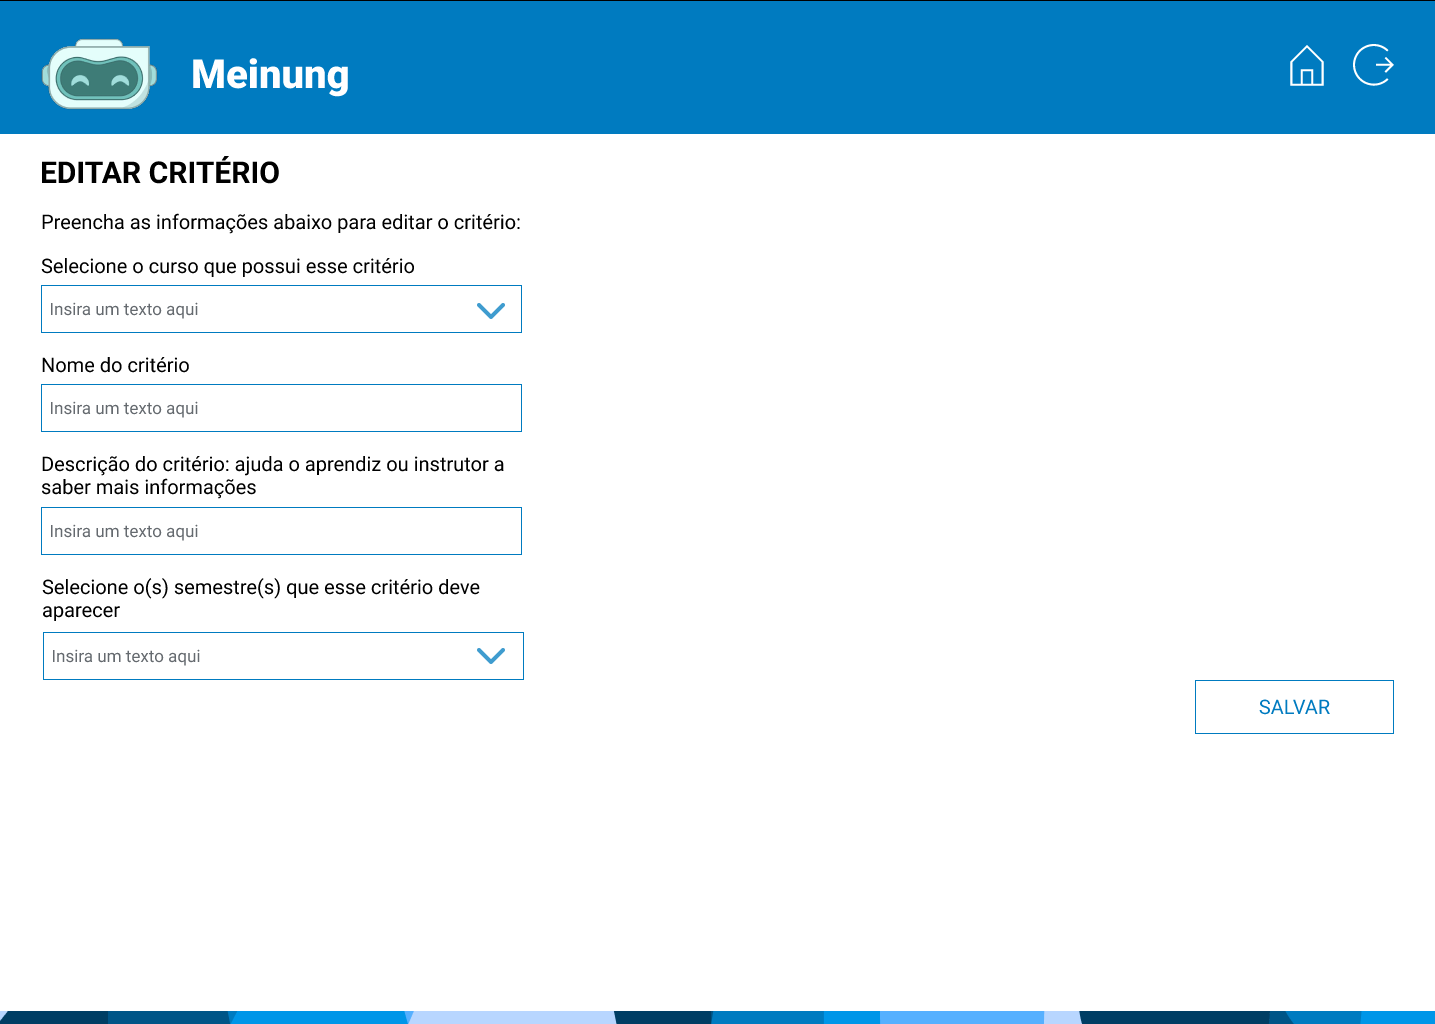 Meinung
EDITAR CRITÉRIO
Preencha as informações abaixo para editar o critério:
Selecione o curso que possui esse critério
Insira um texto aqui
Nome do critério
Insira um texto aqui
Descrição do critério: ajuda o aprendiz ou instrutor a
saber mais informações
Insira um texto aqui
Selecione o(s) semestre(s) que esse critério deve
aparecer
Insira um texto aqui
SALVAR